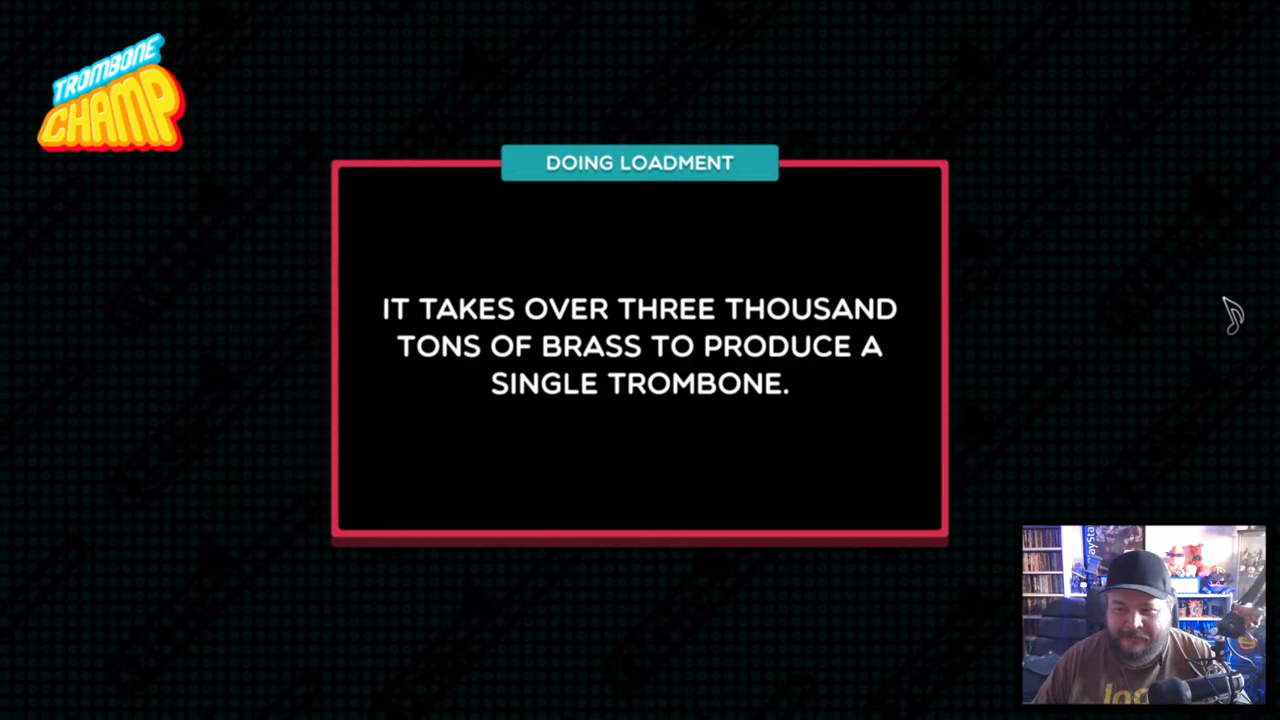 TROMBONE
CHAMP
DOING LOADMENT
IT TAKES OVER THREE THOUSAND
TONS OF BRASS TO PRODUCE A
SINGLE TROMBONE.